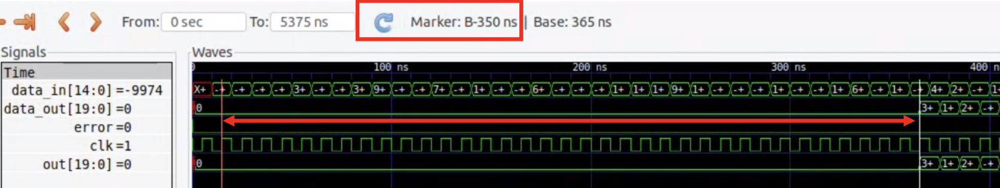 From: 0 sec To: 5375 ns Marker: B-350 ns | Base: 365 ns
Signals Waves
Time
0 100 ns 200 ns 300 ns 400 n
data_in[14:0]=-9974 X+ -+ -+ -+ -+ 3+ -+ -+ 3+ 9+ -+ -+ 7+ -+ 1+ -+ -+ 6+ -+ -+ -+ 1+ 1+ 1+ 9+ 1+ -+ -+ -+ 1+ -+ -+ 1+ 6+ -+ 1+ -+ 4+ 2+ -+ 1+
data_out[19:0]=0 0 3+ 1+ 2+ -+
error=0
clk=1
out[19:0]=0 0 3+ 1+ 2+ -+